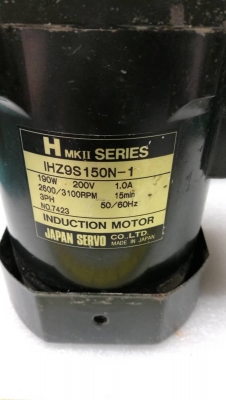 H MKII SERIES
IHZ9S150N-1
190W 200V 1.0A
2600/3100RPM 15min
3PH 50/60Hz
NO.7423
INDUCTION MOTOR
JAPAN SERVO CO.,LTD.
MADE IN JAPAN